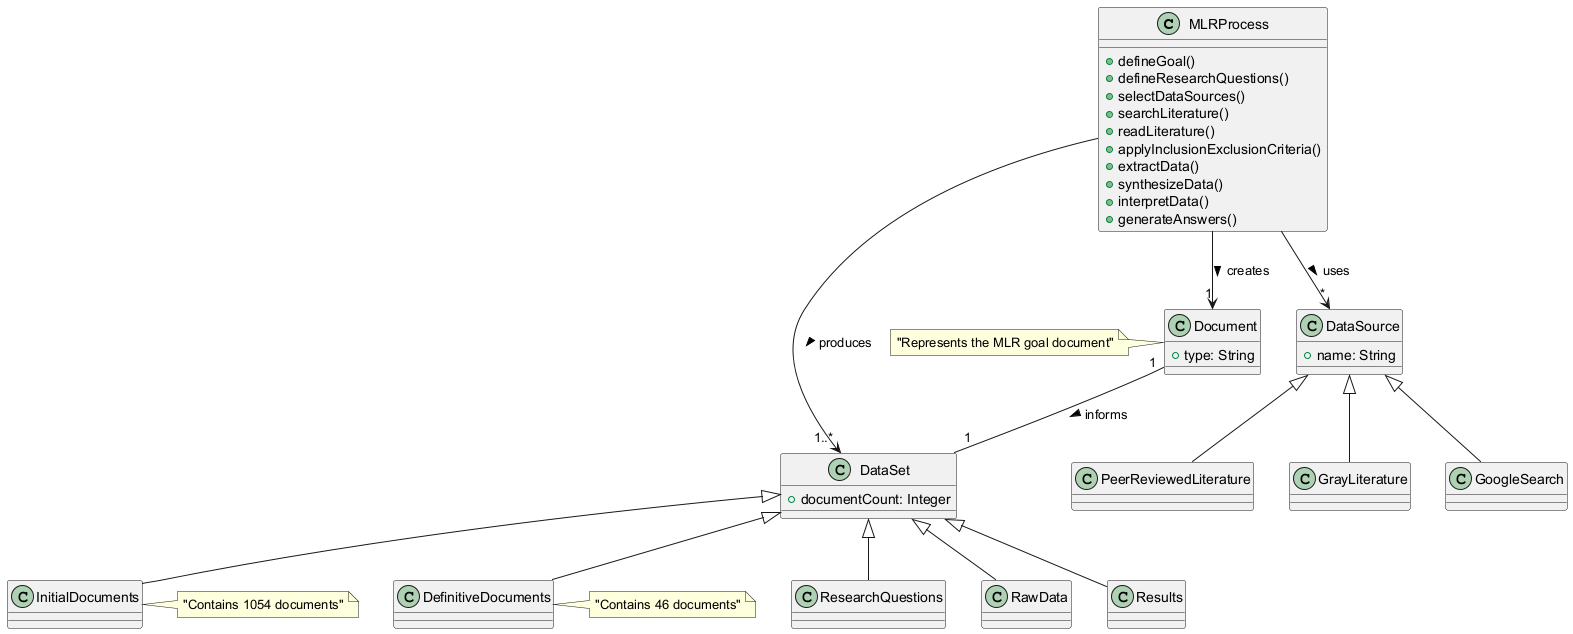 C MLRProcess
defineGoal()
defineResearchQuestions()
selectDataSources()
searchLiterature()
readLiterature()
applyInclusionExclusionCriteria()
extractData()
synthesizeData()
interpretData()
generateAnswers()
creates
uses
1
*
produces
"Represents the MLR goal document"
C Document
type: String
C DataSource
name: String
1
informs
1..*
1
C DataSet
documentCount: Integer
C PeerReviewedLiterature
C GrayLiterature
C GoogleSearch
C InitialDocuments
"Contains 1054 documents"
C DefinitiveDocuments
"Contains 46 documents"
C ResearchQuestions
C RawData
C Results